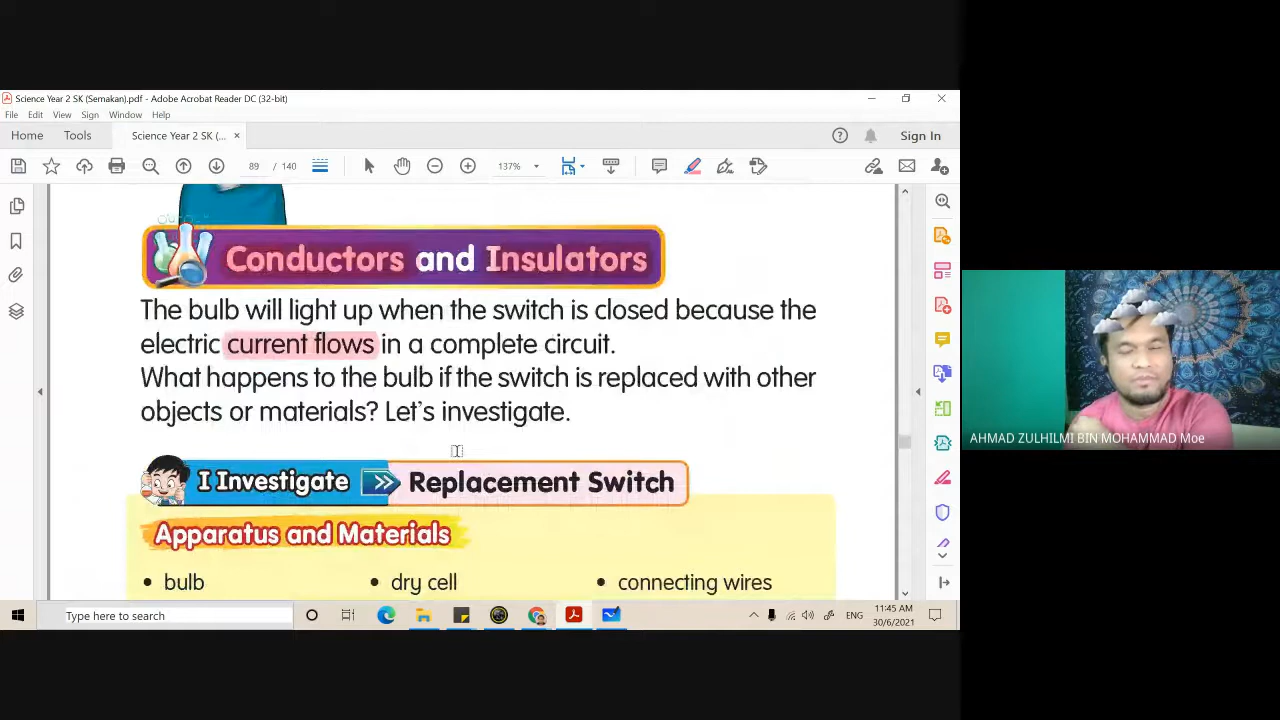 Science Year 2 SK (Semakan).pdf - Adobe Acrobat Reader DC (32-bit)
File Edit View Sign Window Help
Home Tools Science Year 2 SK (... × Sign In
89 / 140 137%
Conductors and Insulators
The bulb will light up when the switch is closed because the
electric current flows in a complete circuit.
What happens to the bulb if the switch is replaced with other
objects or materials? Let's investigate.
I Investigate >> Replacement Switch
Apparatus and Materials
• bulb • dry cell • connecting wires
AHMAD ZULHILMI BIN MOHAMMAD Moe
Type here to search
ENG
11:45 AM
30/6/2021